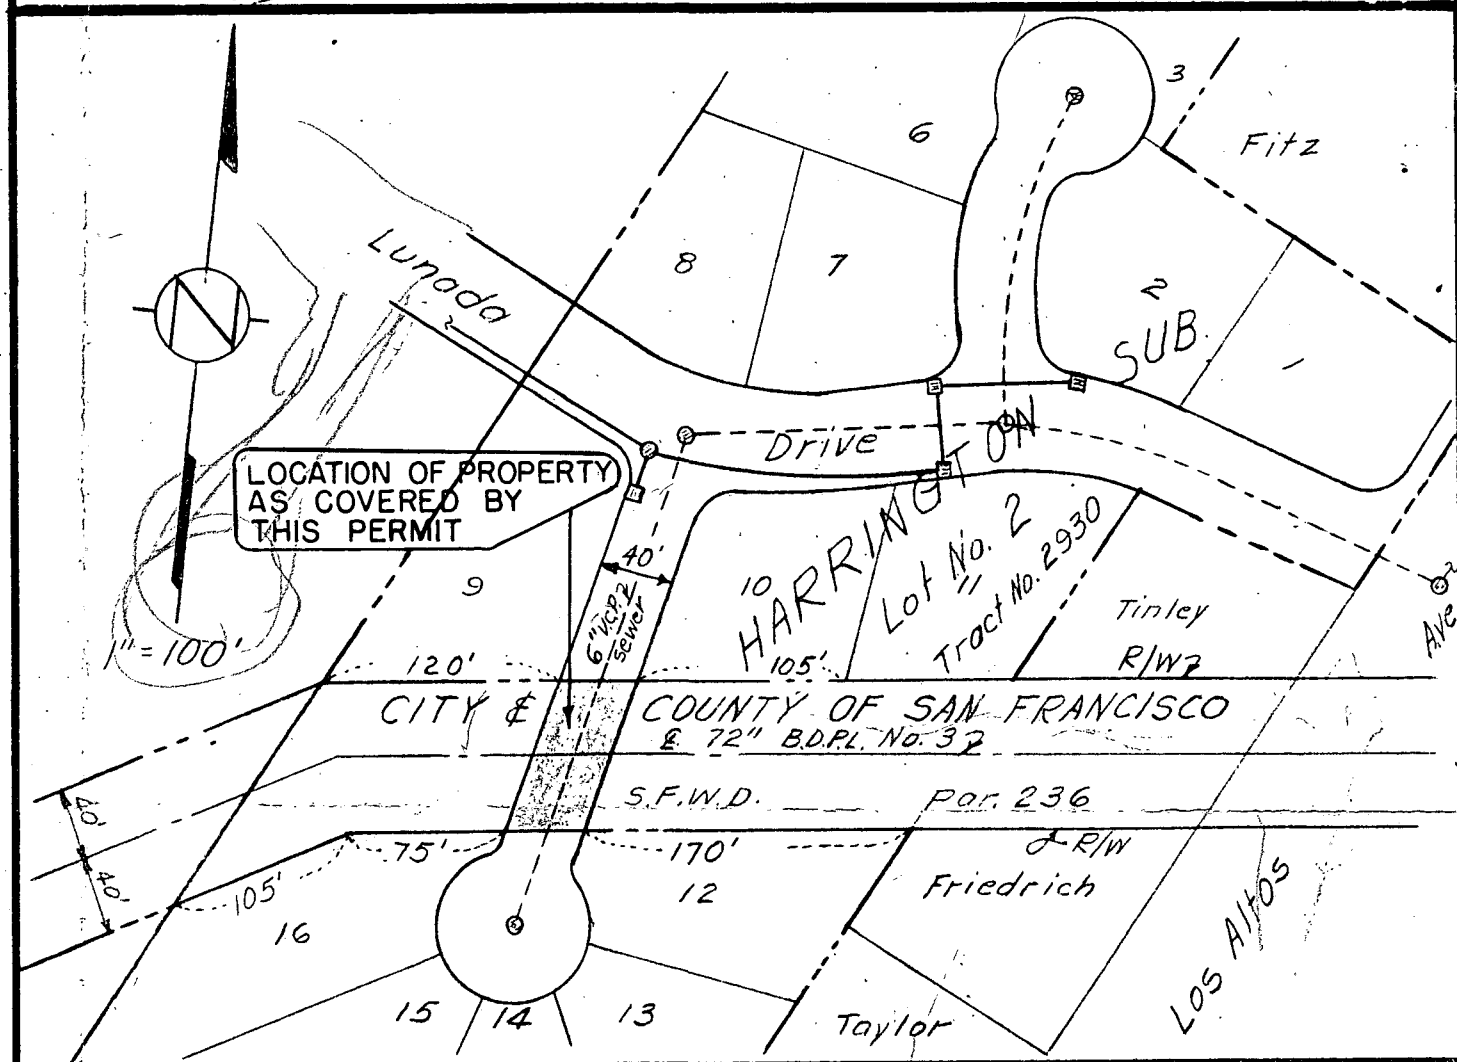 3
6
Fitz
N
Lunada
8
7
2
SUB.
1
Drive
LOCATION OF PROPERTY
AS COVERED BY
THIS PERMIT
40'
9
10
HARRINGTON
Lot No. 2
11
Tract No. 2930
6" V.C.P.
sewer
Tinley
R/W
Ave
1"=100'
120'
105'
CITY & COUNTY OF SAN FRANCISCO
℄ 72" B.D.P.L. No. 3
S.F.W.D. Par. 236
40'
40'
75'
170'
R/W
105'
12
Friedrich
16
LOS Altos
15
14
13
Taylor